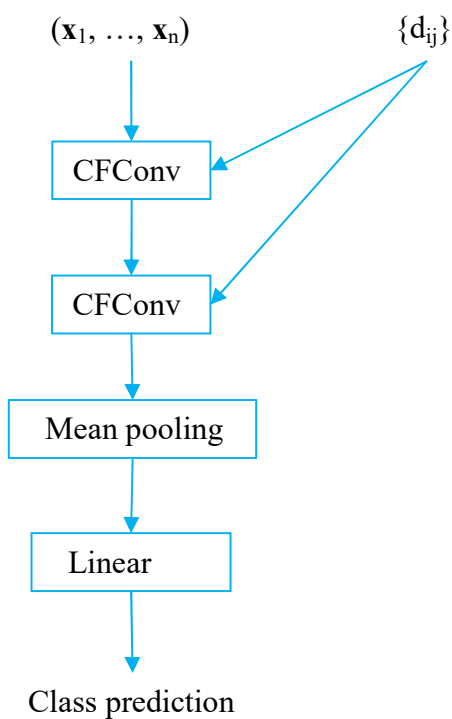 (x₁, …, xₙ) {dᵢⱼ}
CFConv
CFConv
Mean pooling
Linear
Class prediction